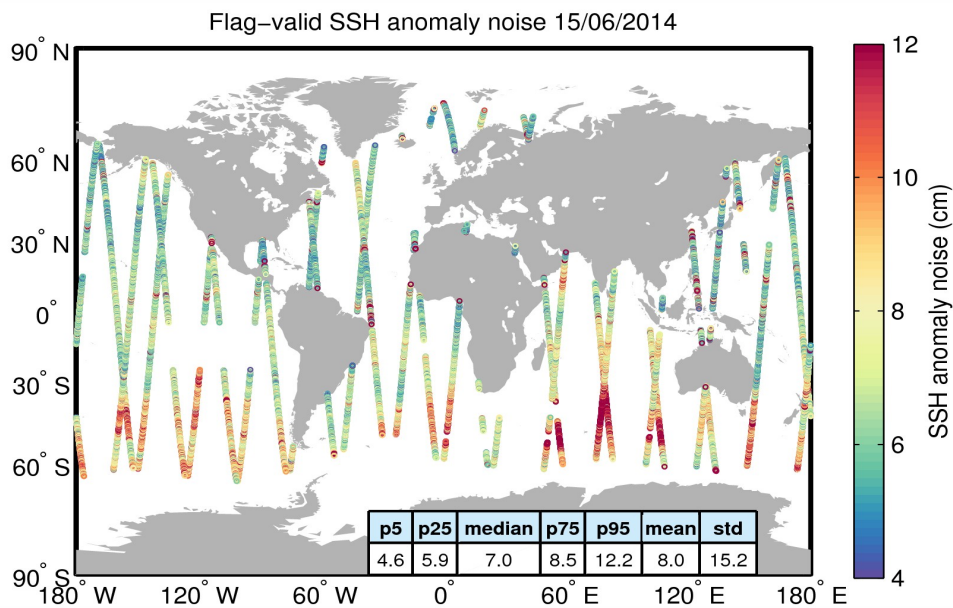 Flag−valid SSH anomaly noise 15/06/2014
90° N
60° N
30° N
0°
30° S
60° S
90° S
180° W 120° W 60° W 0° 60° E 120° E 180° E
p5 p25 median p75 p95 mean std
4.6 5.9 7.0 8.5 12.2 8.0 15.2
12
10
8
6
4
SSH anomaly noise (cm)